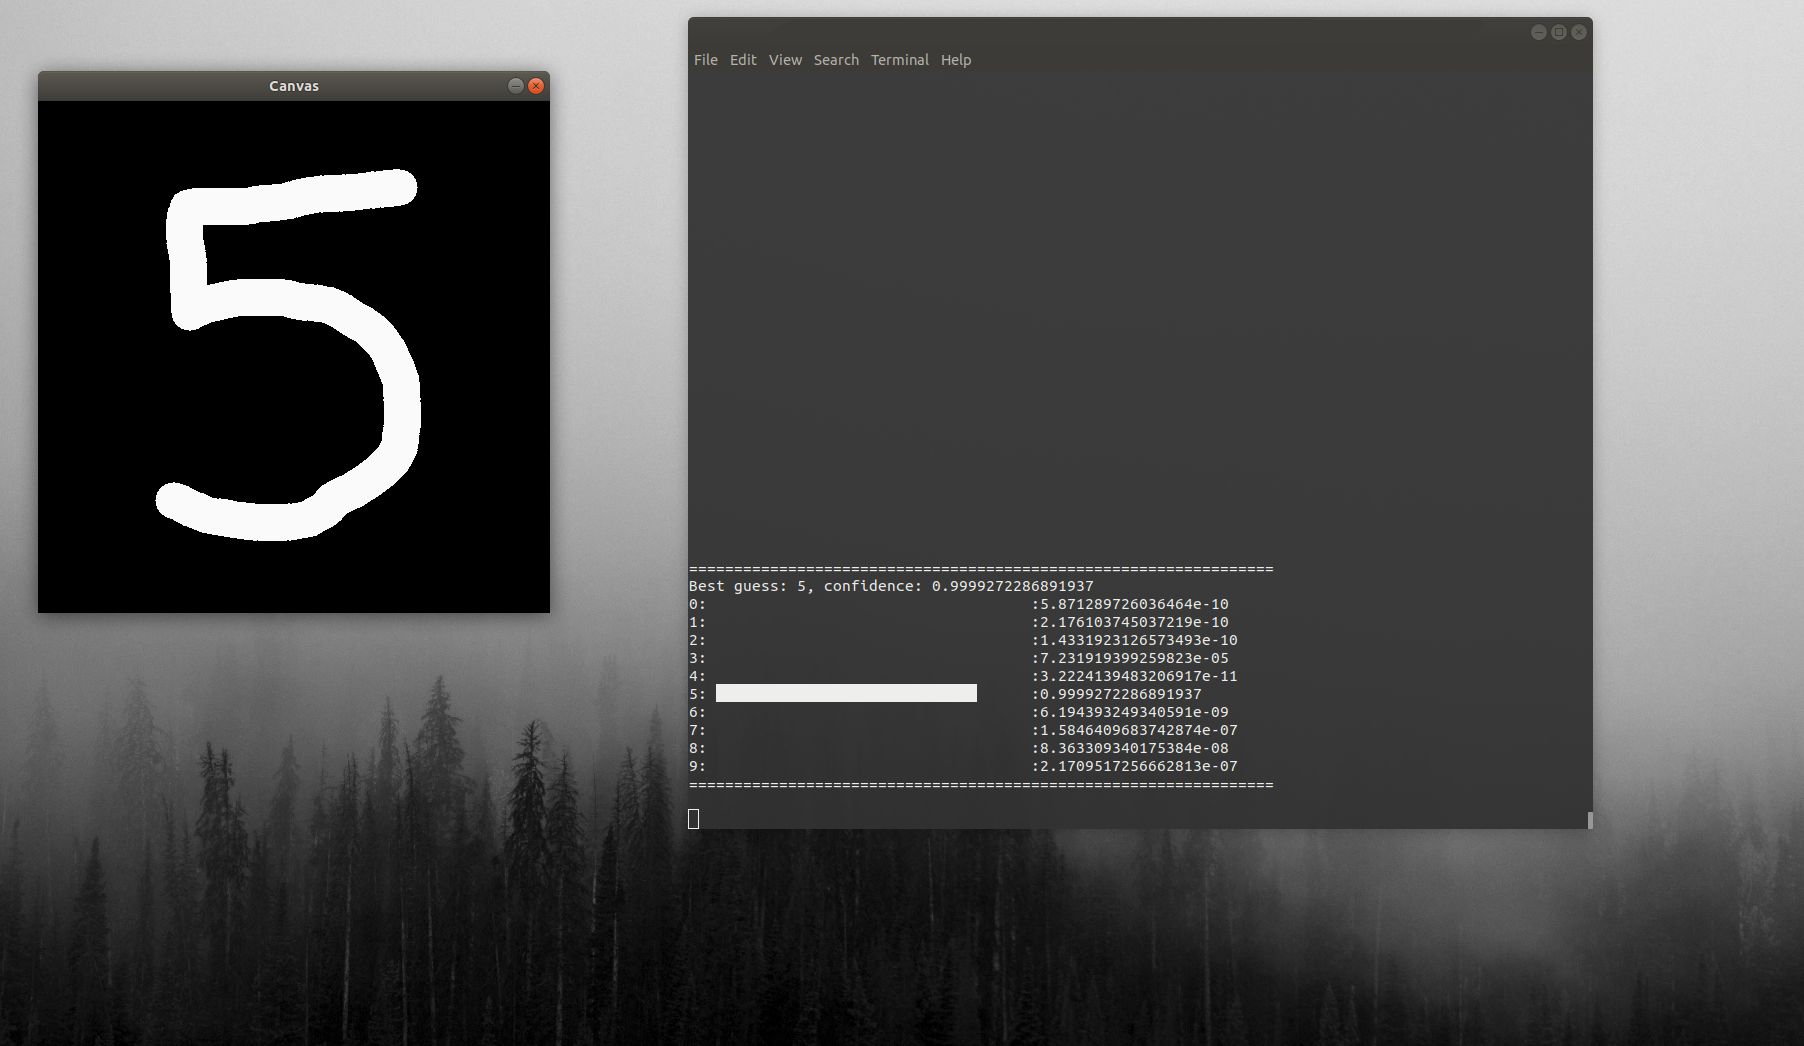 Canvas
5
File Edit View Search Terminal Help
=================================================================
Best guess: 5, confidence: 0.9999272286891937
0: :5.871289726036464e-10
1: :2.176103745037219e-10
2: :1.4331923126573493e-10
3: :7.231919399259823e-05
4: :3.2224139483206917e-11
5: :0.9999272286891937
6: :6.194393249340591e-09
7: :1.5846409683742874e-07
8: :8.363309340175384e-08
9: :2.1709517256662813e-07
=================================================================